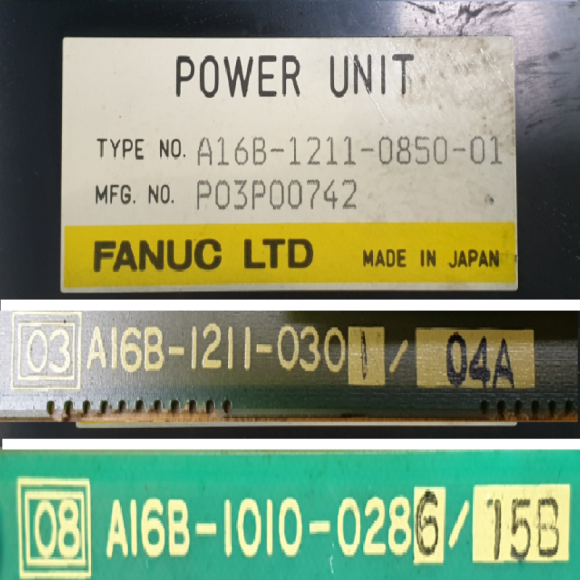 POWER UNIT
TYPE NO. A16B-1211-0850-01
MFG. NO. P03P00742
FANUC LTD MADE IN JAPAN
03 A16B-1211-0301/04A
08 A16B-1010-0286/15B